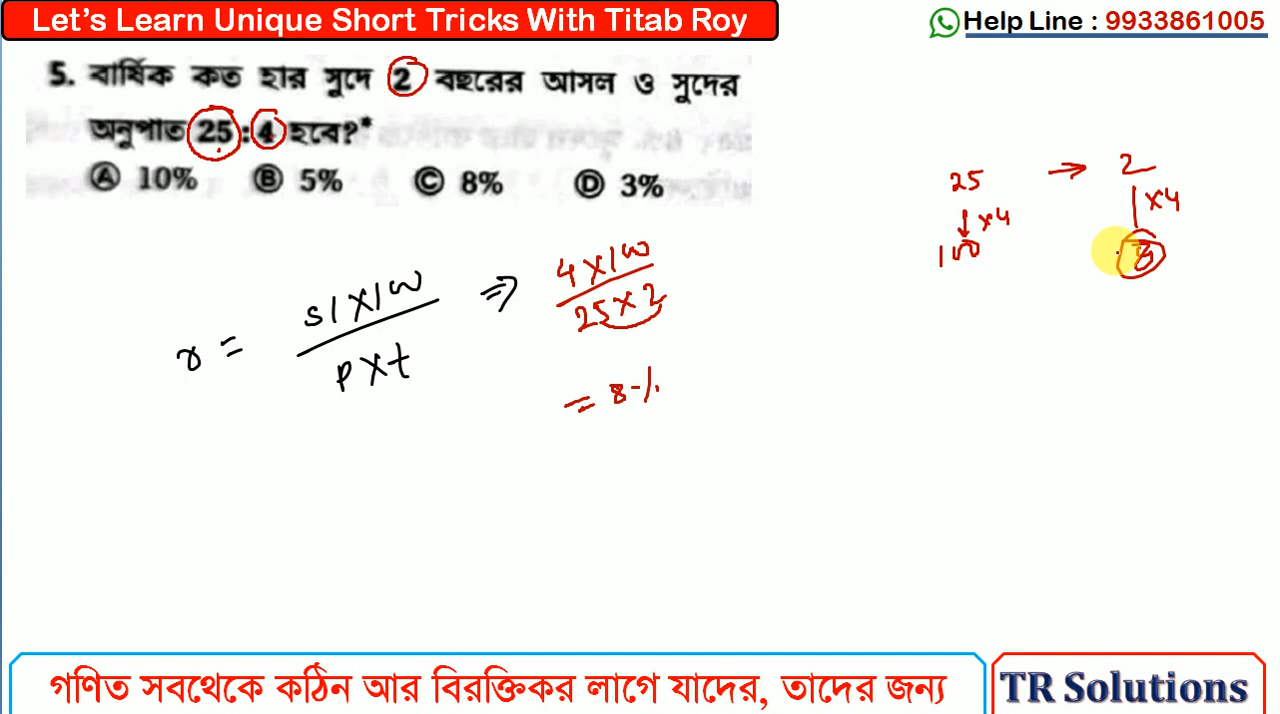 Let's Learn Unique Short Tricks With Titab Roy
Help Line : 9933861005
5. বার্ষিক কত হার সুদে 2 বছরের আসল ও সুদের
অনুপাত 25 : 4 হবে?*
Ⓐ 10% Ⓑ 5% Ⓒ 8% Ⓓ 3%
25 → 2
×4 ×4
100 8
r = SI×100 / P×t ⇒ 4×100 / 25×2
= 8%
গণিত সবথেকে কঠিন আর বিরক্তিকর লাগে যাদের, তাদের জন্য
TR Solutions